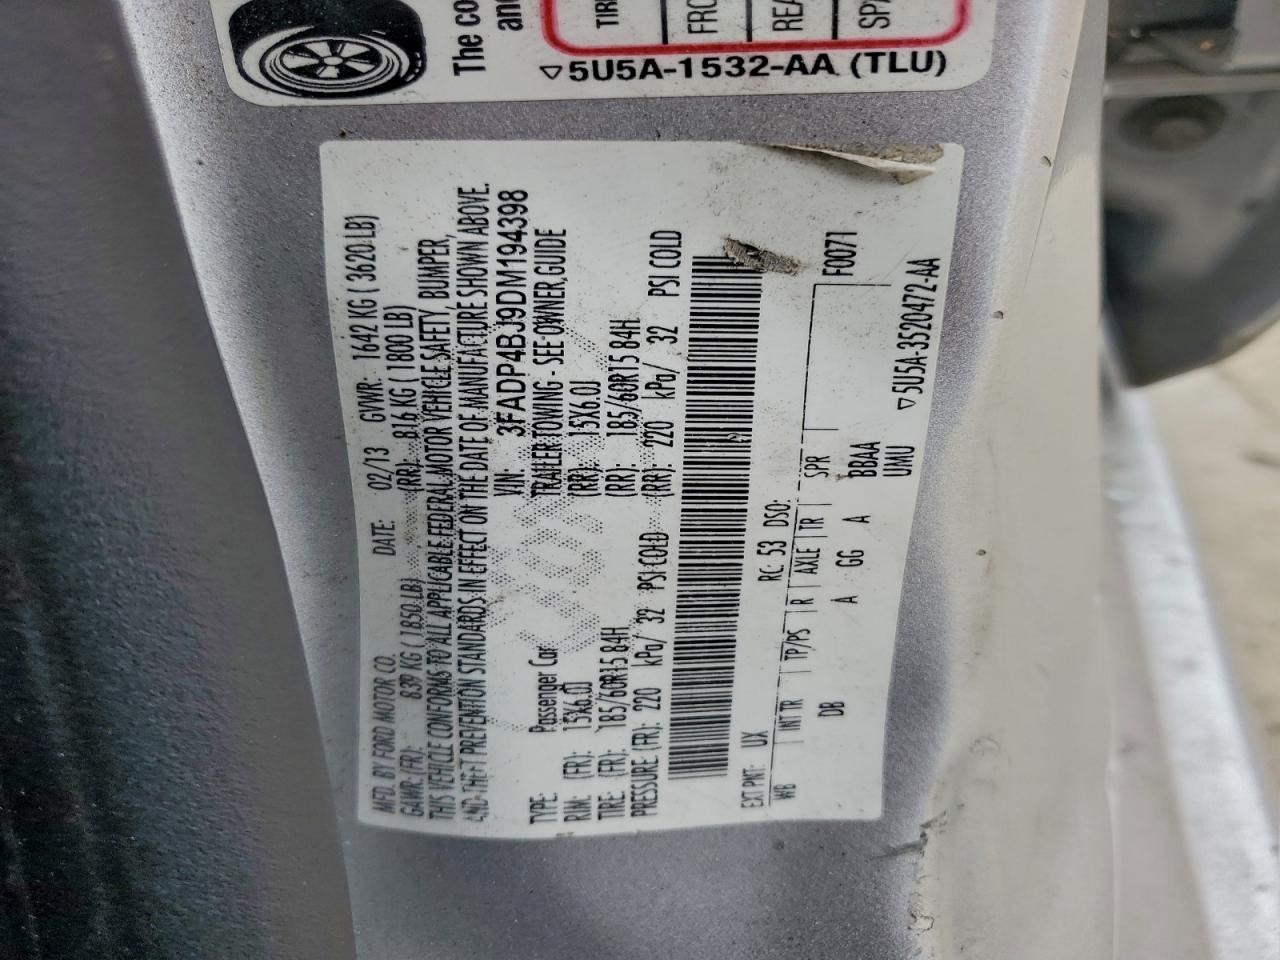 The co
and
TIRE
FRO
REA
SPA
5U5A-1532-AA (TLU)
MFD. BY FORD MOTOR CO. DATE: 02/13 GVWR: 1642 KG ( 3620 LB)
GAWR: (FR): 839 KG ( 1850 LB) (RR): 816 KG ( 1800 LB)
THIS VEHICLE CONFORMS TO ALL APPLICABLE FEDERAL MOTOR VEHICLE SAFETY, BUMPER,
AND THEFT PREVENTION STANDARDS IN EFFECT ON THE DATE OF MANUFACTURE SHOWN ABOVE.
VIN: 3FADP4BJ9DM194398
TYPE: Passenger Car TRAILER TOWING - SEE OWNER GUIDE
RIM: (FR): 15X6.0J (RR): 15X6.0J
TIRE: (FR): 185/60R15 84H (RR): 185/60R15 84H
PRESSURE (FR): 220 kPa/ 32 PSI COLD (RR): 220 kPa/ 32 PSI COLD
EXT PNT: UX RC: 53 DSO:
WB INT TR TP/PS R AXLE TR SPR F0071
DB A GG A BBAA
UMU
5U5A-3520472-AA